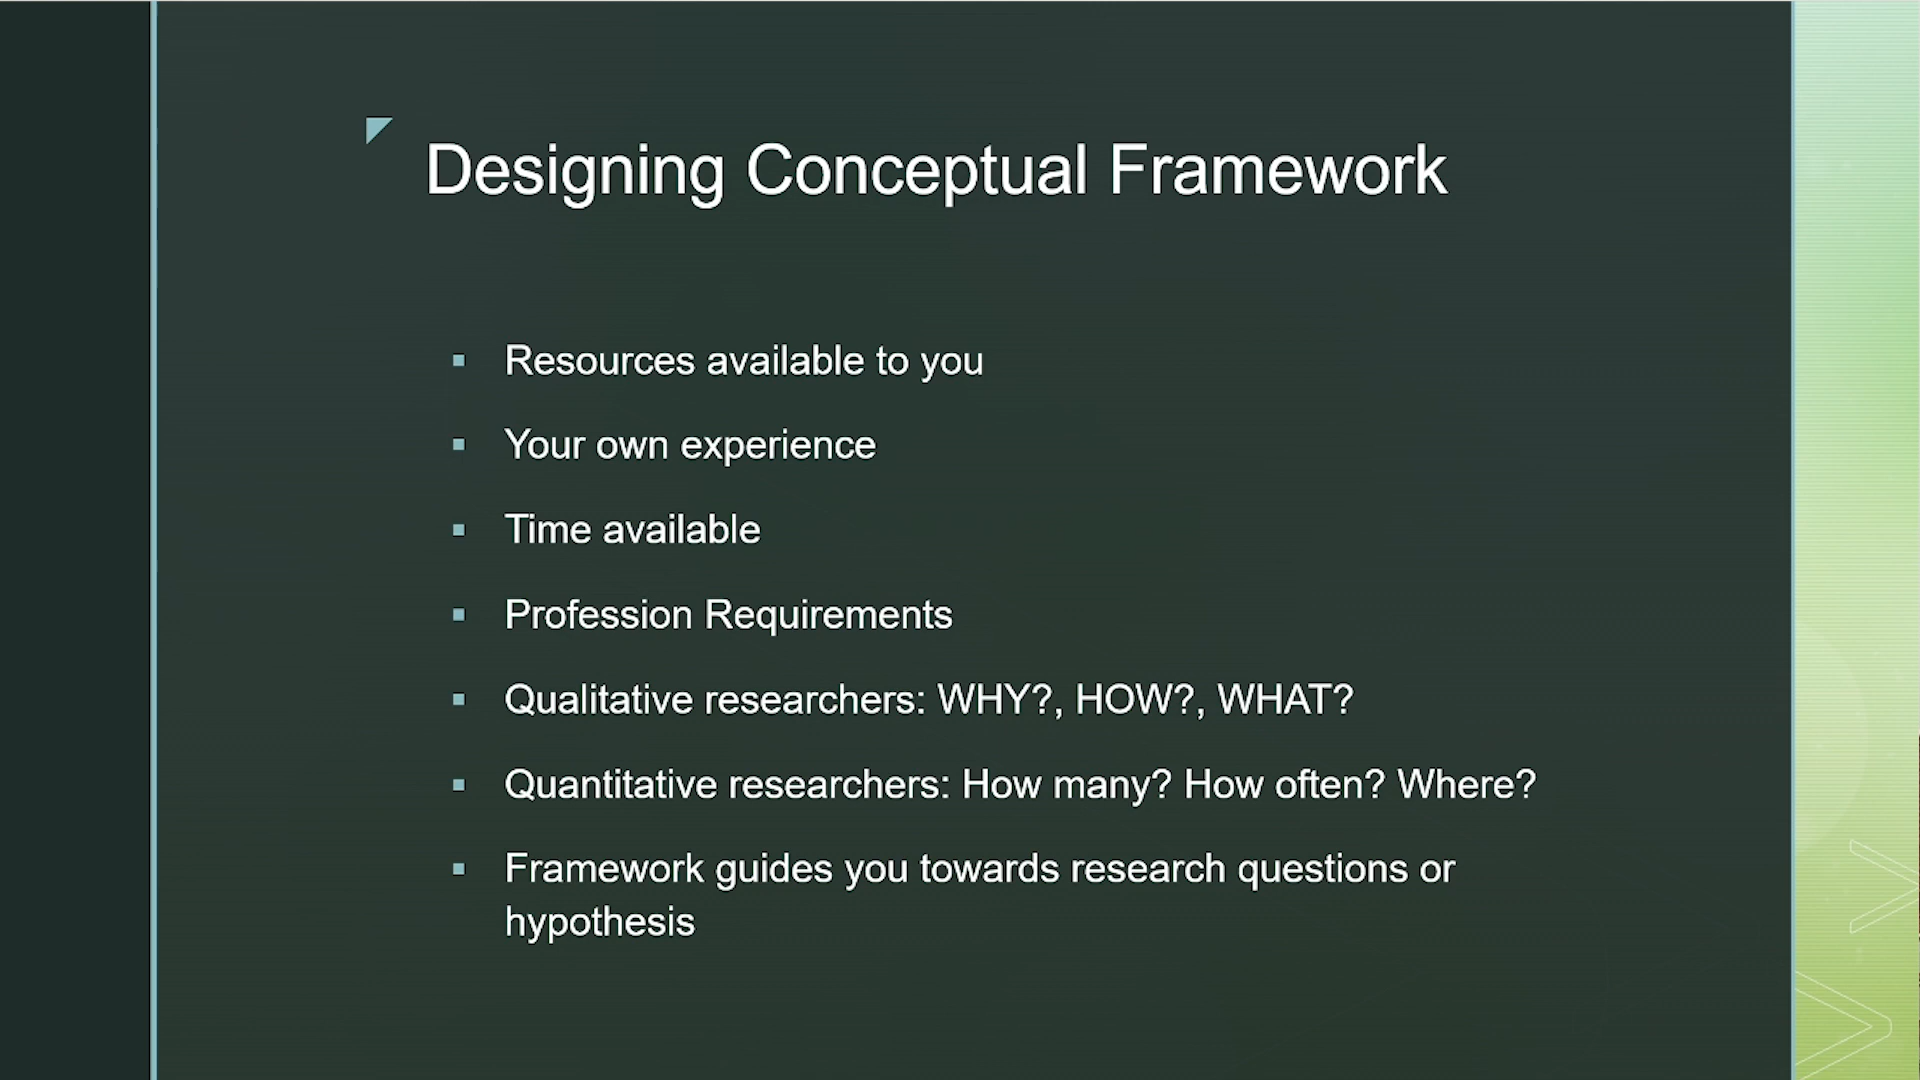 Designing Conceptual Framework
Resources available to you
Your own experience
Time available
Profession Requirements
Qualitative researchers: WHY?, HOW?, WHAT?
Quantitative researchers: How many? How often? Where?
Framework guides you towards research questions or
hypothesis